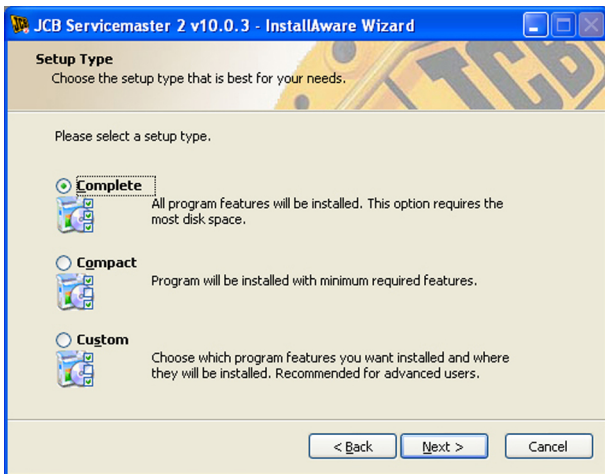 JCB Servicemaster 2 v10.0.3 - InstallAware Wizard
Setup Type
Choose the setup type that is best for your needs.
JCB
Please select a setup type.
Complete
All program features will be installed. This option requires the
most disk space.
Compact
Program will be installed with minimum required features.
Custom
Choose which program features you want installed and where
they will be installed. Recommended for advanced users.
< Back
Next >
Cancel